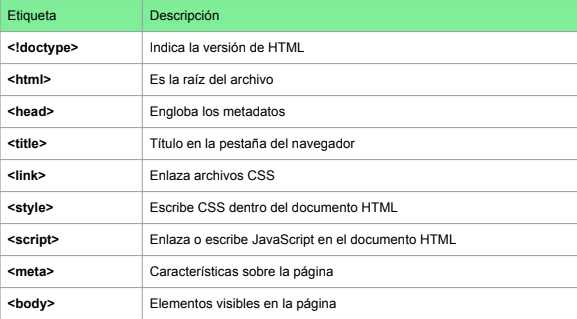 Etiqueta Descripción
<!doctype> Indica la versión de HTML
<html> Es la raíz del archivo
<head> Engloba los metadatos
<title> Título en la pestaña del navegador
<link> Enlaza archivos CSS
<style> Escribe CSS dentro del documento HTML
<script> Enlaza o escribe JavaScript en el documento HTML
<meta> Características sobre la página
<body> Elementos visibles en la página